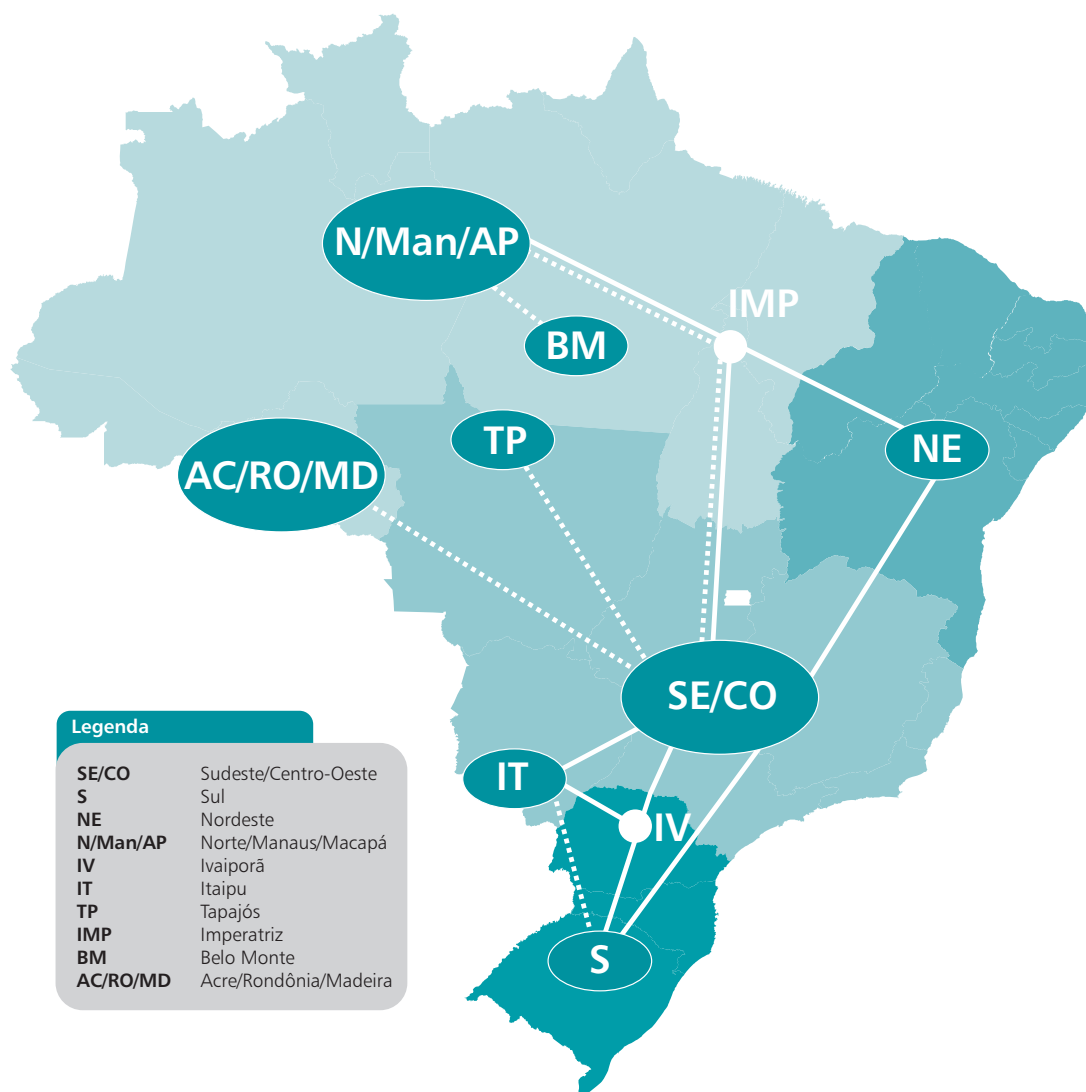 N/Man/AP
IMP
BM
TP
NE
AC/RO/MD
SE/CO
IT
IV
S
Legenda
SE/CO Sudeste/Centro-Oeste
S Sul
NE Nordeste
N/Man/AP Norte/Manaus/Macapá
IV Ivaiporã
IT Itaipu
TP Tapajós
IMP Imperatriz
BM Belo Monte
AC/RO/MD Acre/Rondônia/Madeira